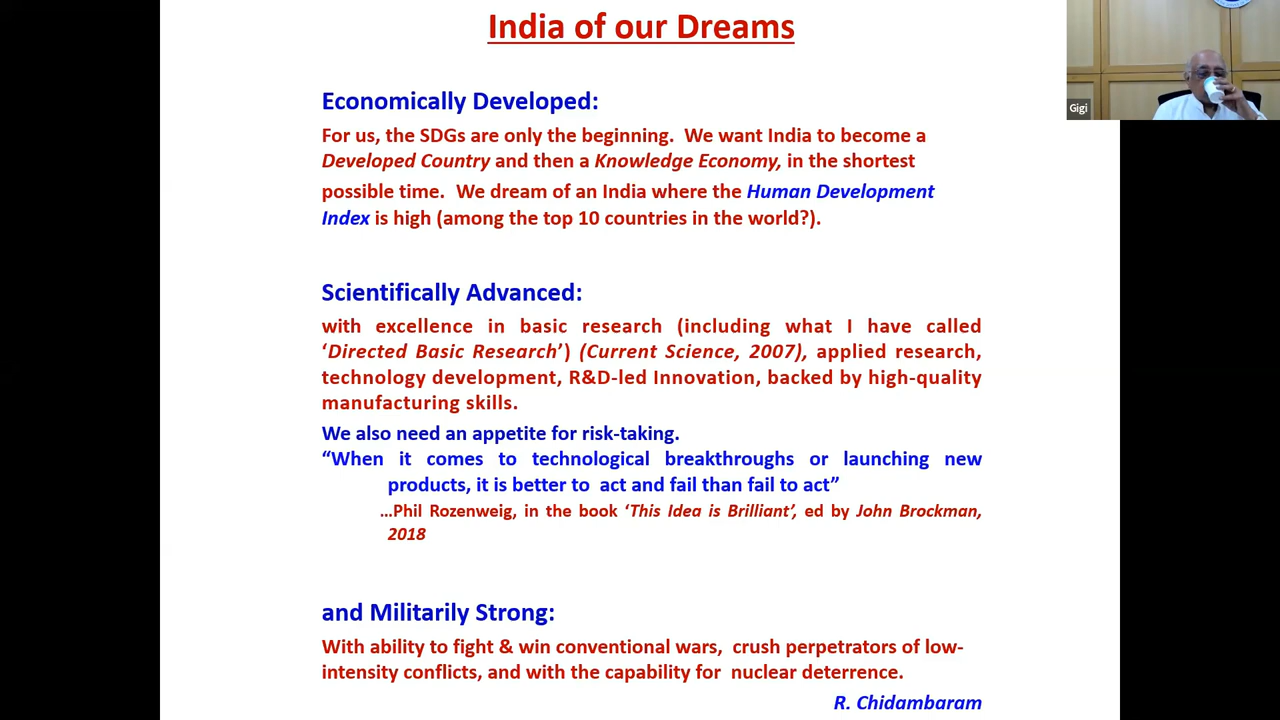 India of our Dreams
Economically Developed:
For us, the SDGs are only the beginning. We want India to become a
Developed Country and then a Knowledge Economy, in the shortest
possible time. We dream of an India where the Human Development
Index is high (among the top 10 countries in the world?).
Scientifically Advanced:
with excellence in basic research (including what I have called
‘Directed Basic Research’) (Current Science, 2007), applied research,
technology development, R&D-led Innovation, backed by high-quality
manufacturing skills.
We also need an appetite for risk-taking.
“When it comes to technological breakthroughs or launching new
products, it is better to act and fail than fail to act”
…Phil Rozenweig, in the book ‘This Idea is Brilliant’, ed by John Brockman,
2018
and Militarily Strong:
With ability to fight & win conventional wars, crush perpetrators of low-
intensity conflicts, and with the capability for nuclear deterrence.
R. Chidambaram
Gigi